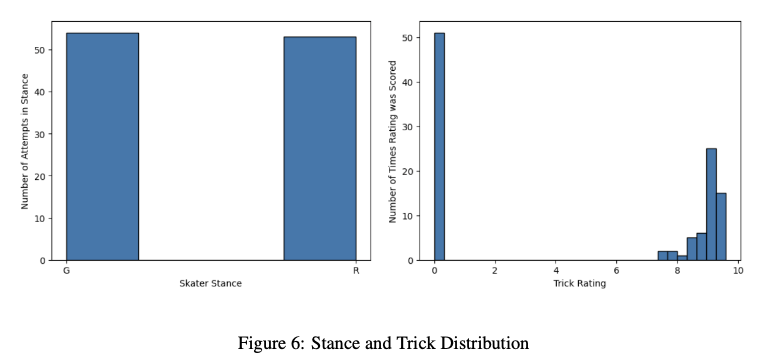 Number of Attempts in Stance
50
40
30
20
10
0
G
R
Skater Stance
Number of Times Rating was Scored
50
40
30
20
10
0
0
2
4
6
8
10
Trick Rating
Figure 6: Stance and Trick Distribution